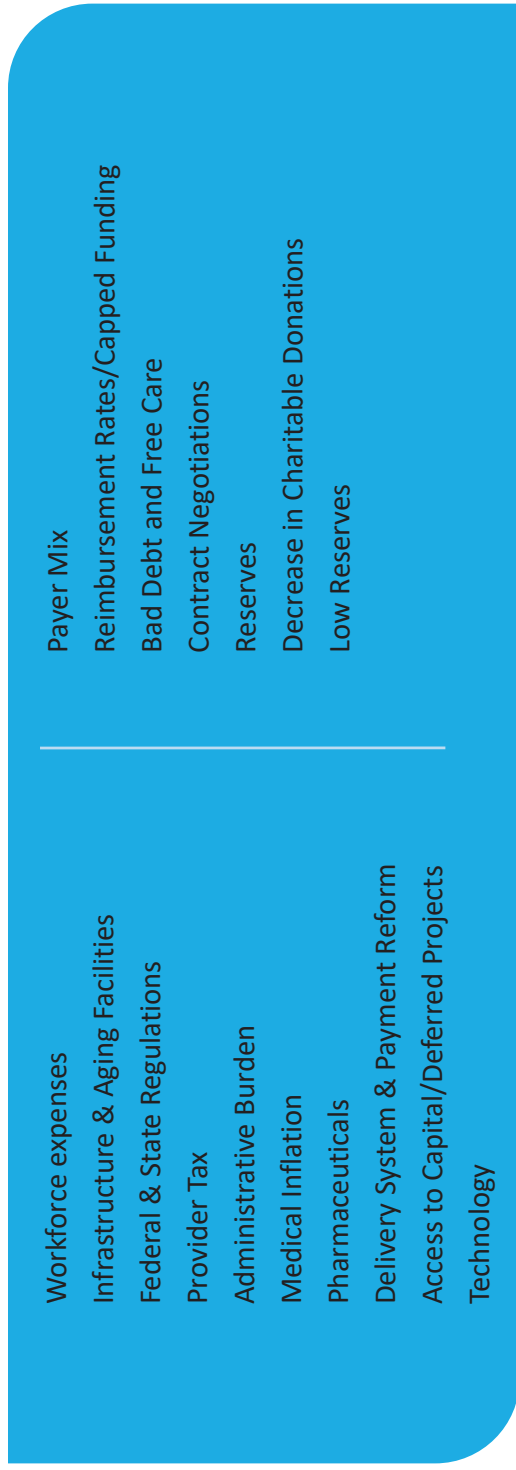 Workforce expenses
Infrastructure & Aging Facilities
Federal & State Regulations
Provider Tax
Administrative Burden
Medical Inflation
Pharmaceuticals
Delivery System & Payment Reform
Access to Capital/Deferred Projects
Technology
Payer Mix
Reimbursement Rates/Capped Funding
Bad Debt and Free Care
Contract Negotiations
Reserves
Decrease in Charitable Donations
Low Reserves